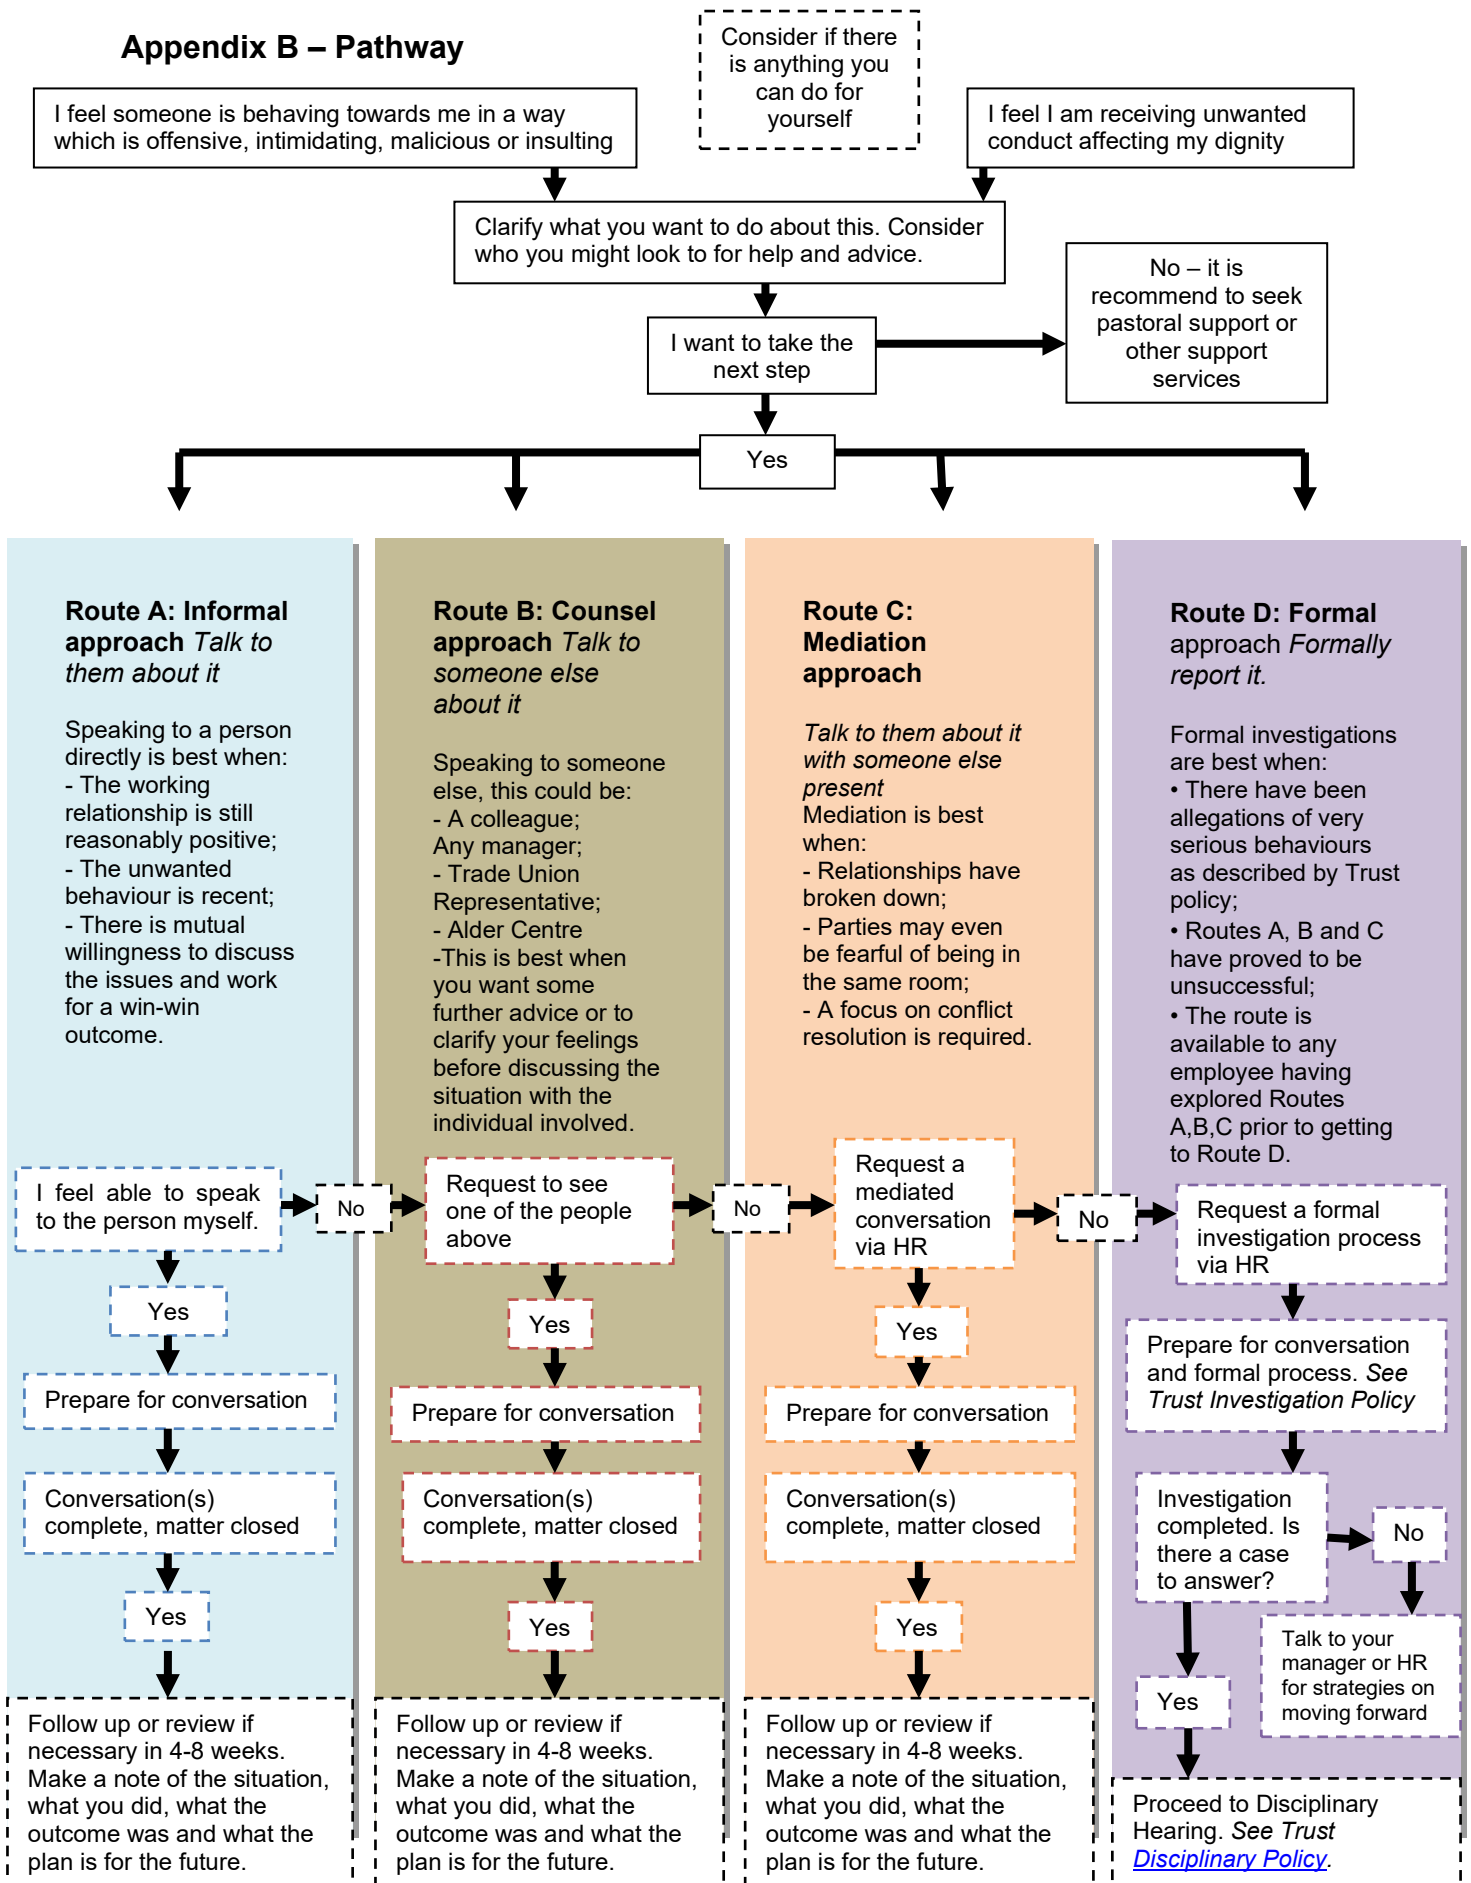 Appendix B – Pathway
Consider if there
is anything you
can do for
yourself
I feel someone is behaving towards me in a way
which is offensive, intimidating, malicious or insulting
I feel I am receiving unwanted
conduct affecting my dignity
Clarify what you want to do about this. Consider
who you might look to for help and advice.
No – it is
recommend to seek
pastoral support or
other support
services
I want to take the
next step
Yes
Route A: Informal
approach Talk to
them about it
Speaking to a person
directly is best when:
- The working
relationship is still
reasonably positive;
- The unwanted
behaviour is recent;
- There is mutual
willingness to discuss
the issues and work
for a win-win
outcome.
I feel able to speak
to the person myself.
No
Yes
Prepare for conversation
Conversation(s)
complete, matter closed
Yes
Follow up or review if
necessary in 4-8 weeks.
Make a note of the situation,
what you did, what the
outcome was and what the
plan is for the future.
Route B: Counsel
approach Talk to
someone else
about it
Speaking to someone
else, this could be:
- A colleague;
Any manager;
- Trade Union
Representative;
- Alder Centre
-This is best when
you want some
further advice or to
clarify your feelings
before discussing the
situation with the
individual involved.
Request to see
one of the people
above
No
Yes
Prepare for conversation
Conversation(s)
complete, matter closed
Yes
Follow up or review if
necessary in 4-8 weeks.
Make a note of the situation,
what you did, what the
outcome was and what the
plan is for the future.
Route C:
Mediation
approach
Talk to them about it
with someone else
present
Mediation is best
when:
- Relationships have
broken down;
- Parties may even
be fearful of being in
the same room;
- A focus on conflict
resolution is required.
Request a
mediated
conversation
via HR
No
Yes
Prepare for conversation
Conversation(s)
complete, matter closed
Yes
Follow up or review if
necessary in 4-8 weeks.
Make a note of the situation,
what you did, what the
outcome was and what the
plan is for the future.
Route D: Formal
approach Formally
report it.
Formal investigations
are best when:
• There have been
allegations of very
serious behaviours
as described by Trust
policy;
• Routes A, B and C
have proved to be
unsuccessful;
• The route is
available to any
employee having
explored Routes
A,B,C prior to getting
to Route D.
Request a formal
investigation process
via HR
Prepare for conversation
and formal process. See
Trust Investigation Policy
Investigation
completed. Is
there a case
to answer?
No
Talk to your
manager or HR
for strategies on
moving forward
Yes
Proceed to Disciplinary
Hearing. See Trust
Disciplinary Policy.